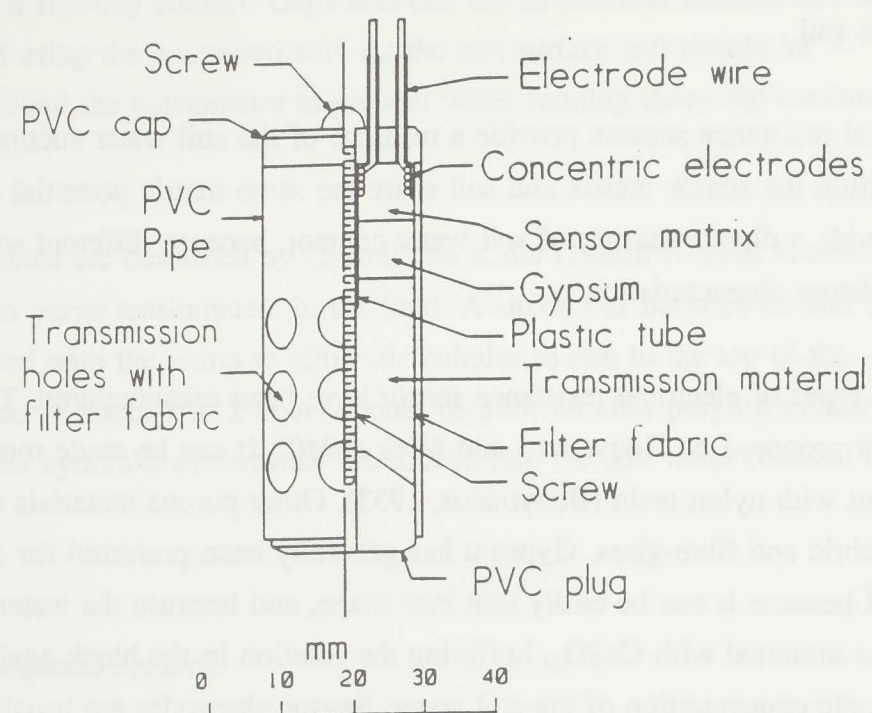 Screw
PVC cap
PVC
Pipe
Transmission
holes with
filter fabric
Electrode wire
Concentric electrodes
Sensor matrix
Gypsum
Plastic tube
Transmission material
Filter fabric
Screw
PVC plug
mm
0 10 20 30 40